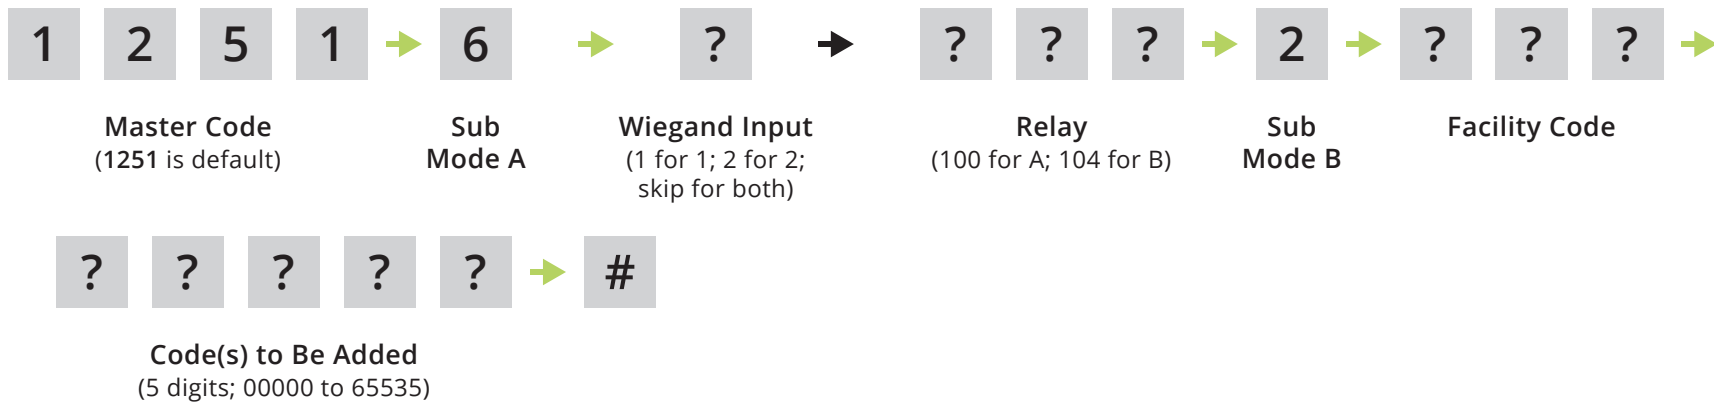 1 2 5 1 6 ? ? ? ? 2 ? ? ?
Master Code Sub Wiegand Input Relay Sub Facility Code
(1251 is default) Mode A (1 for 1; 2 for 2; (100 for A; 104 for B) Mode B
skip for both)
? ? ? ? ? #
Code(s) to Be Added
(5 digits; 00000 to 65535)